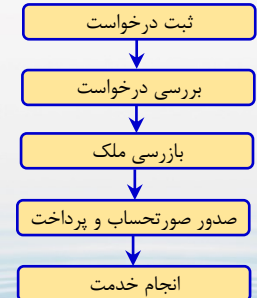 ثبت درخواست
بررسی درخواست
بازرسی ملک
صدور صورتحساب و پرداخت
انجام خدمت